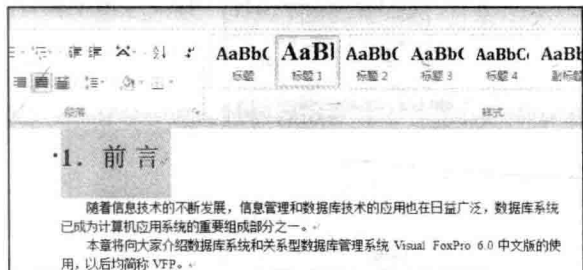 AaBb( AaBl AaBb( AaBb( AaBbC AaBb
标题 标题 1 标题 2 标题 3 标题 4 副标题
段落 样式
1. 前 言
随着信息技术的不断发展,信息管理和数据库技术的应用也在日益广泛,数据库系统
已成为计算机应用系统的重要组成部分之一。
本章将向大家介绍数据库系统和关系型数据库管理系统 Visual FoxPro 6.0 中文版的使
用,以后均简称 VFP。